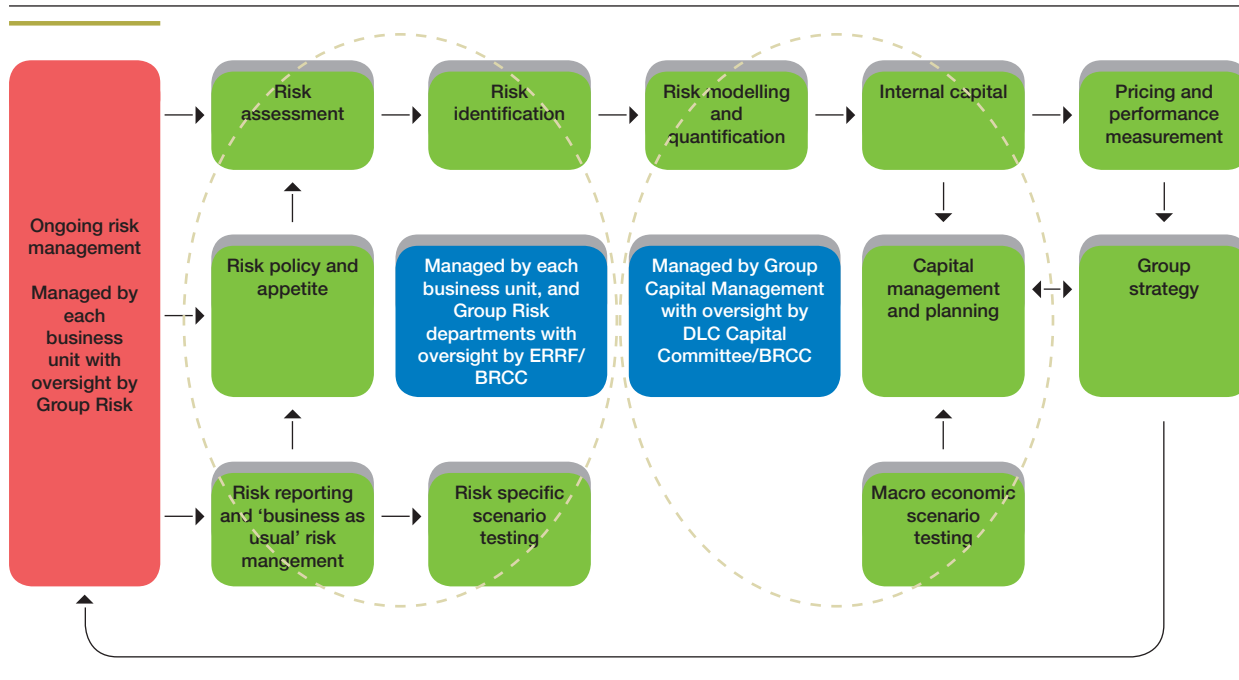 Ongoing risk
management
Managed by
each
business
unit with
oversight by
Group Risk
Risk
assessment
Risk
identification
Risk modelling
and
quantification
Internal capital
Pricing and
performance
measurement
Risk policy and
appetite
Managed by each
business unit, and
Group Risk
departments with
oversight by ERRF/
BRCC
Managed by Group
Capital Management
with oversight by
DLC Capital
Committee/BRCC
Capital
management
and planning
Group
strategy
Risk reporting
and ‘business as
usual’ risk
mangement
Risk specific
scenario
testing
Macro economic
scenario
testing